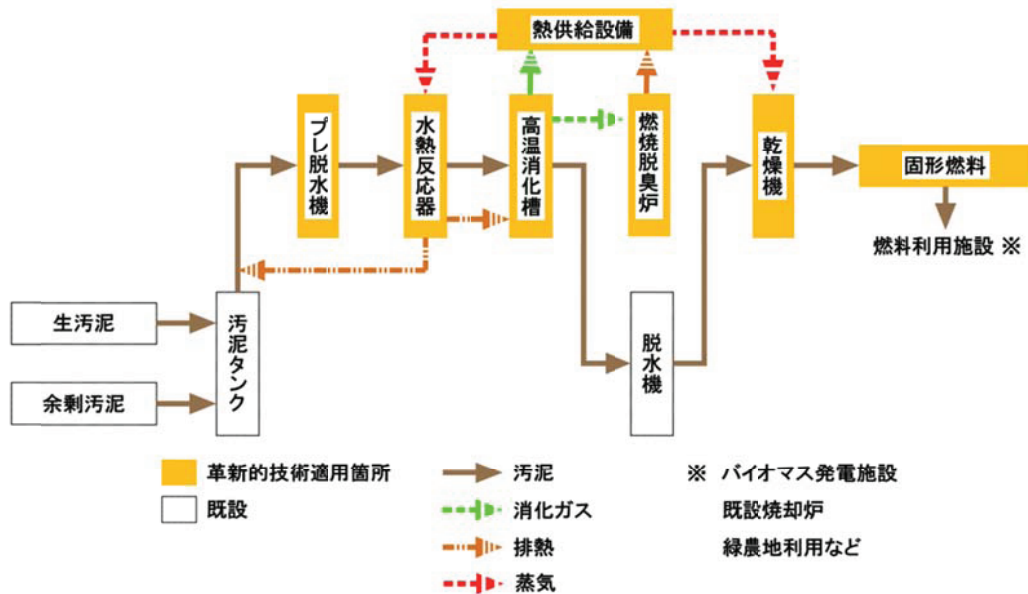 熱供給設備
プレ脱水機
水熱反応器
高温消化槽
燃焼脱臭炉
乾燥機
固形燃料
燃料利用施設 ※
生汚泥
余剰汚泥
汚泥タンク
脱水機
革新的技術適用箇所
既設
汚泥
消化ガス
排熱
蒸気
※ バイオマス発電施設
既設焼却炉
緑農地利用など